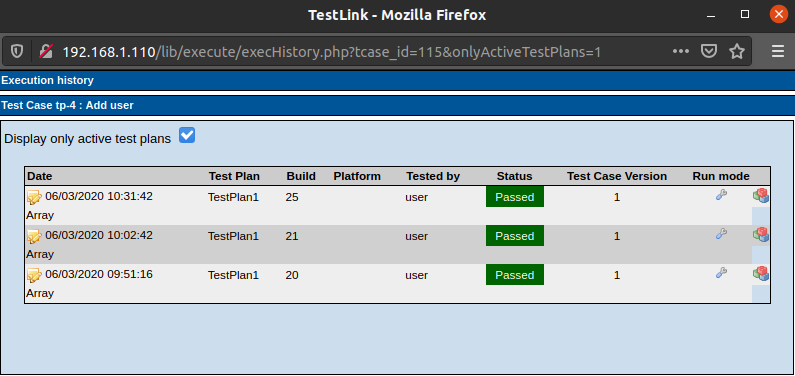 TestLink - Mozilla Firefox
192.168.1.110/lib/execute/execHistory.php?tcase_id=115&onlyActiveTestPlans=1
Execution history
Test Case tp-4 : Add user
Display only active test plans
Date Test Plan Build Platform Tested by Status Test Case Version Run mode
06/03/2020 10:31:42 TestPlan1 25 user Passed 1
Array
06/03/2020 10:02:42 TestPlan1 21 user Passed 1
Array
06/03/2020 09:51:16 TestPlan1 20 user Passed 1
Array